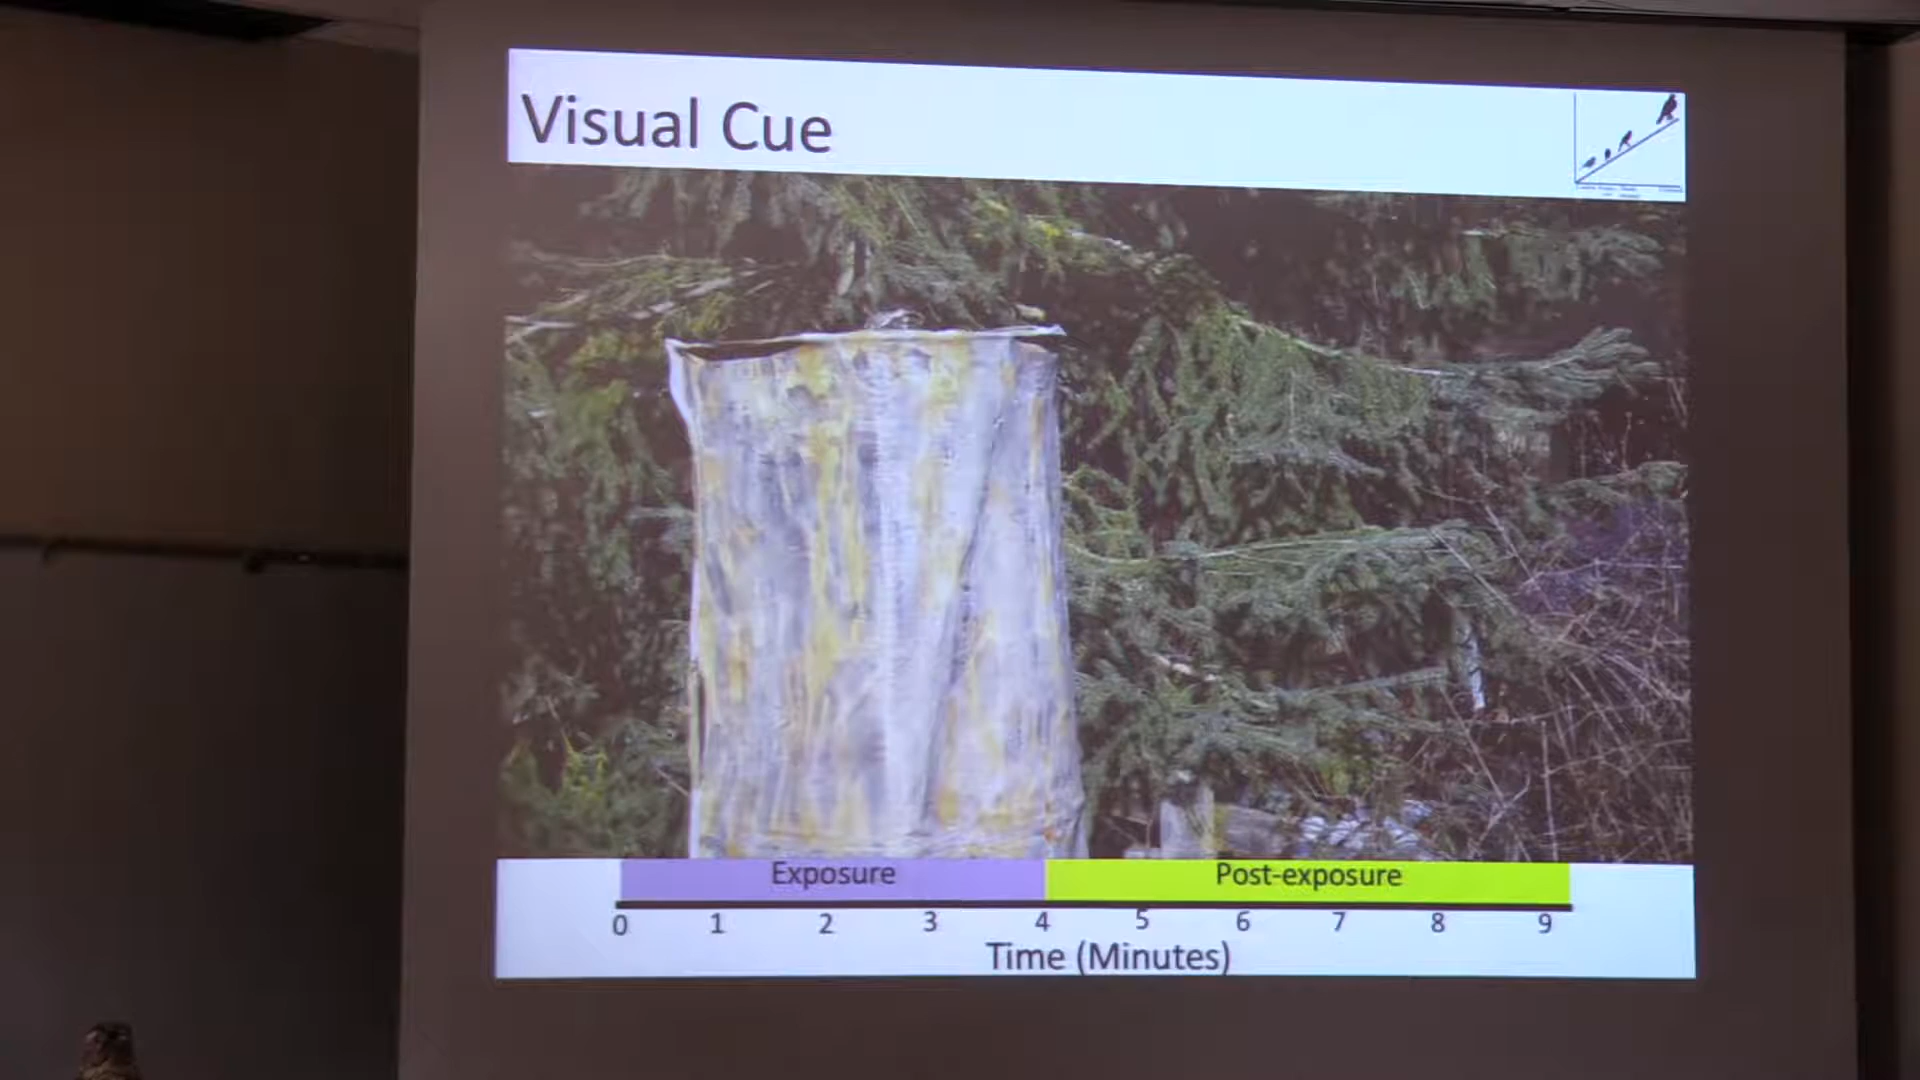 Visual Cue
Exposure
Post-exposure
0 1 2 3 4 5 6 7 8 9
Time (Minutes)